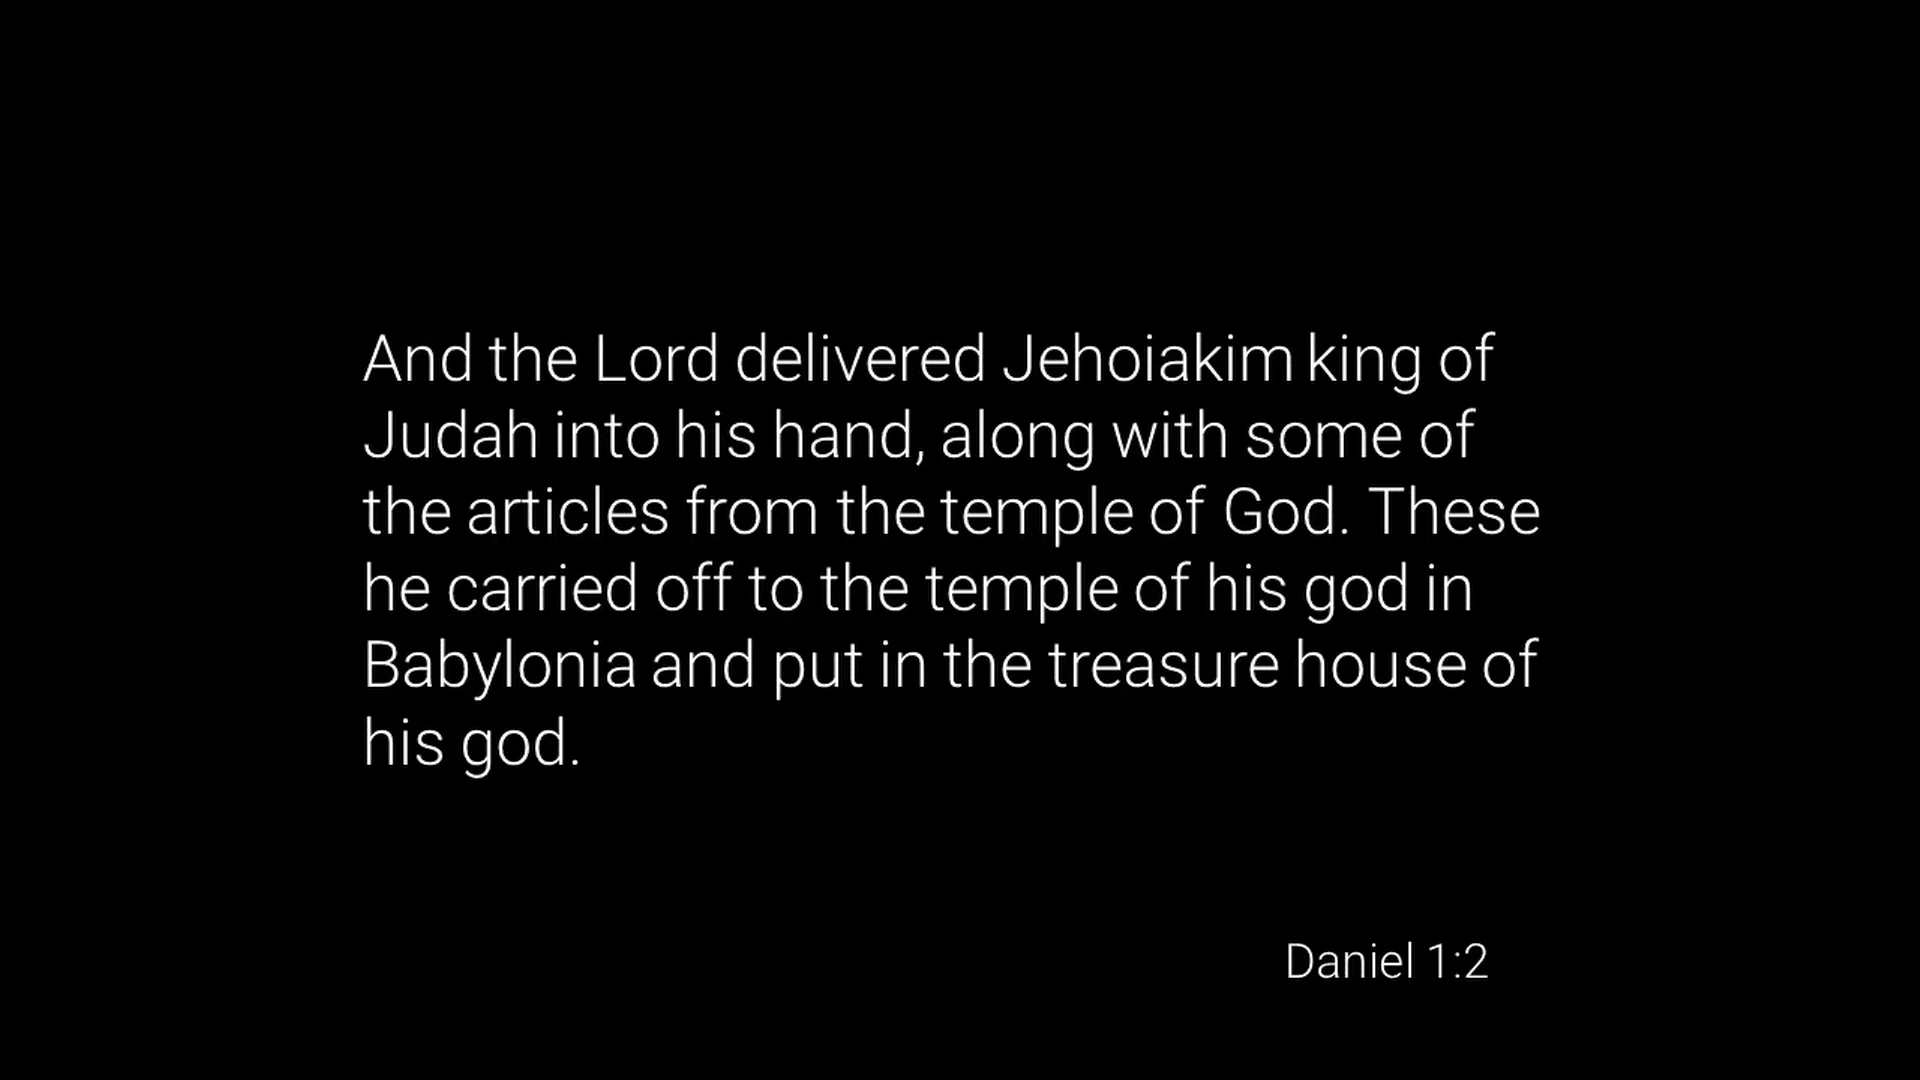 And the Lord delivered Jehoiakim king of
Judah into his hand, along with some of
the articles from the temple of God. These
he carried off to the temple of his god in
Babylonia and put in the treasure house of
his god.
Daniel 1:2